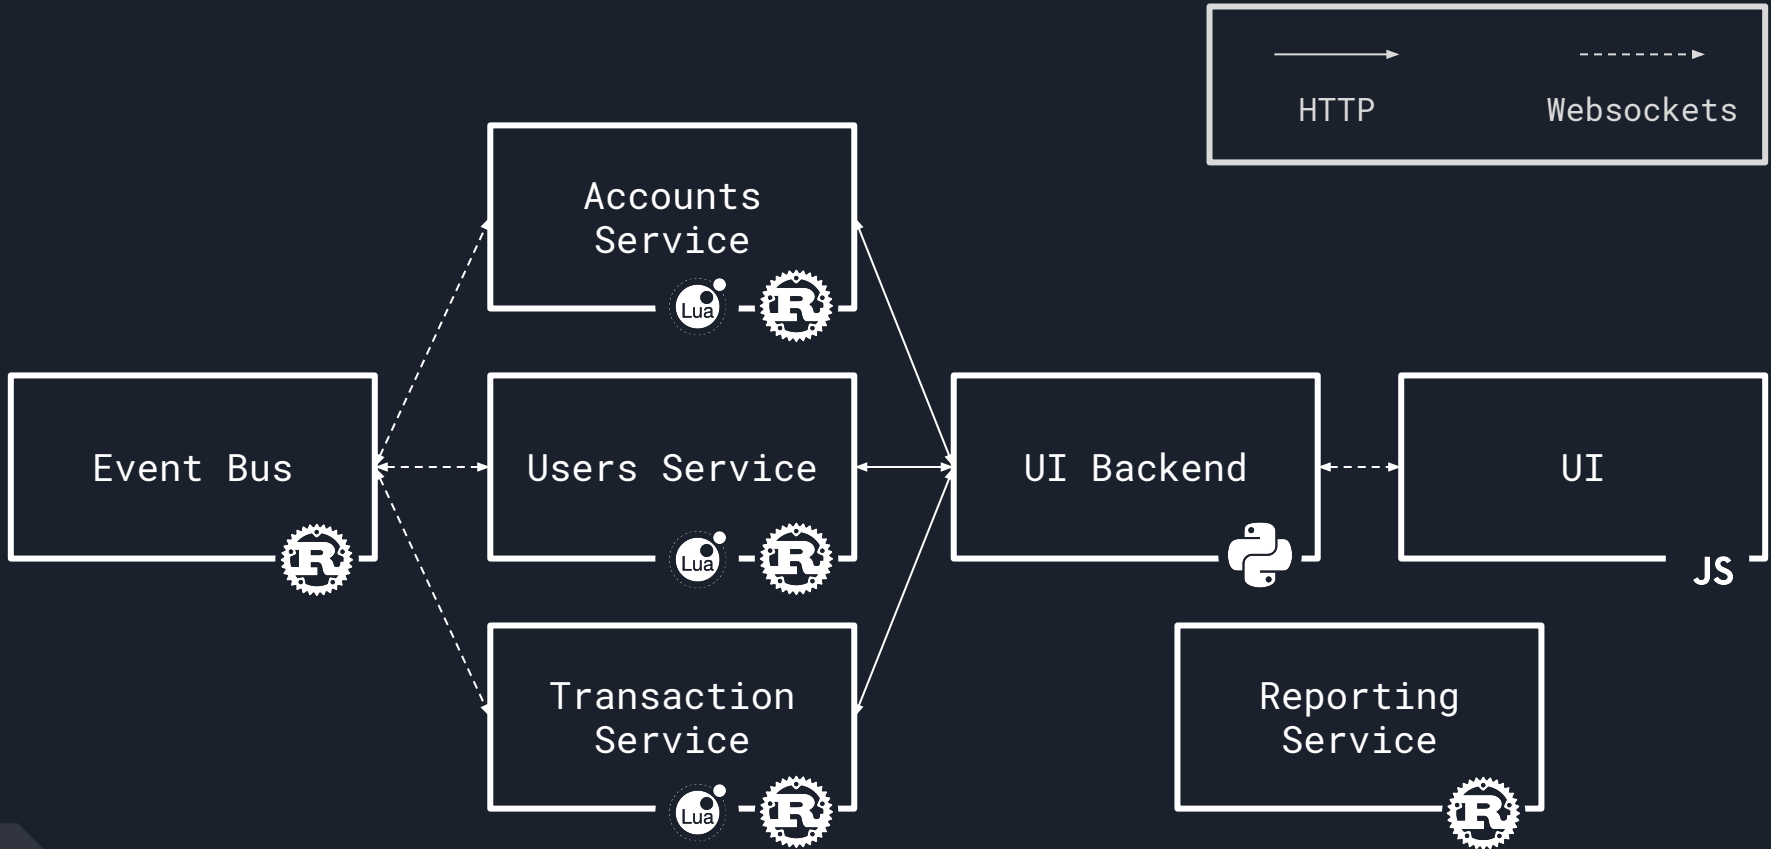 HTTP
Websockets
Accounts
Service
Lua
Event Bus
Users Service
Lua
UI Backend
UI
JS
Transaction
Service
Lua
Reporting
Service
R
R
R
R
R